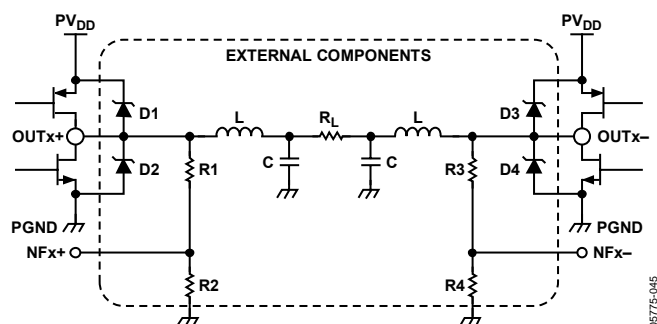 PVDD
PVDD
EXTERNAL COMPONENTS
D1
D3
L
RL
L
OUTx+
OUTx–
D2
R1
C
C
R3
D4
PGND
PGND
NFx+
NFx–
R2
R4
05775-045